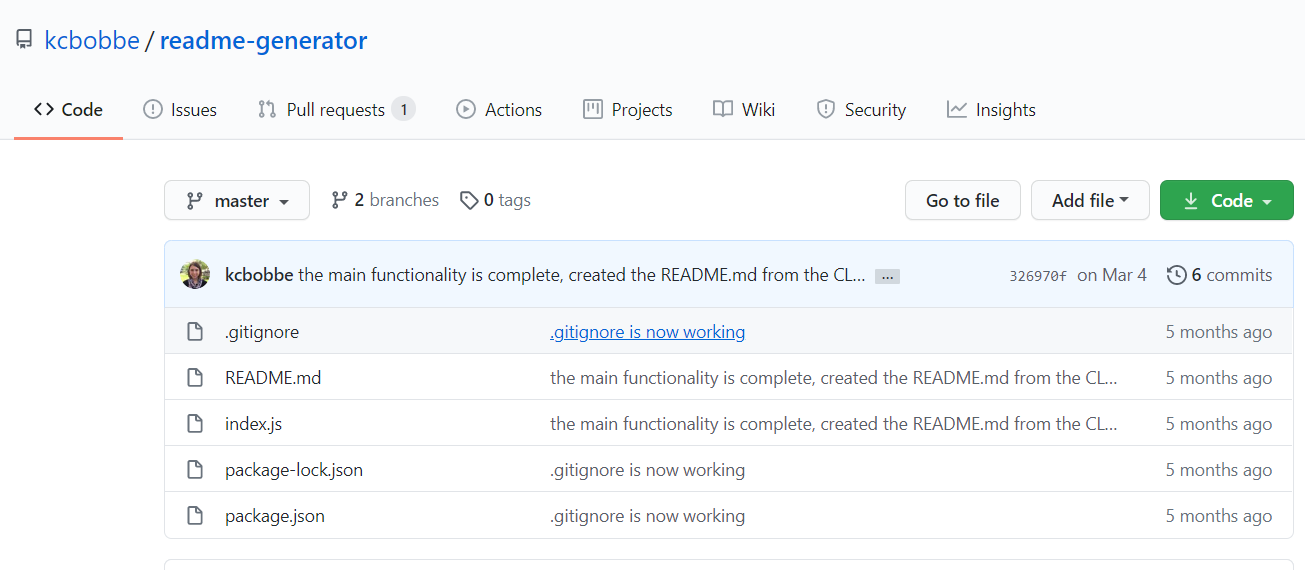 kcbobbe / readme-generator
Code Issues Pull requests 1 Actions Projects Wiki Security Insights
master 2 branches 0 tags Go to file Add file Code
kcbobbe the main functionality is complete, created the README.md from the CL... ... 326970f on Mar 4 6 commits
.gitignore .gitignore is now working 5 months ago
README.md the main functionality is complete, created the README.md from the CL... 5 months ago
index.js the main functionality is complete, created the README.md from the CL... 5 months ago
package-lock.json .gitignore is now working 5 months ago
package.json .gitignore is now working 5 months ago